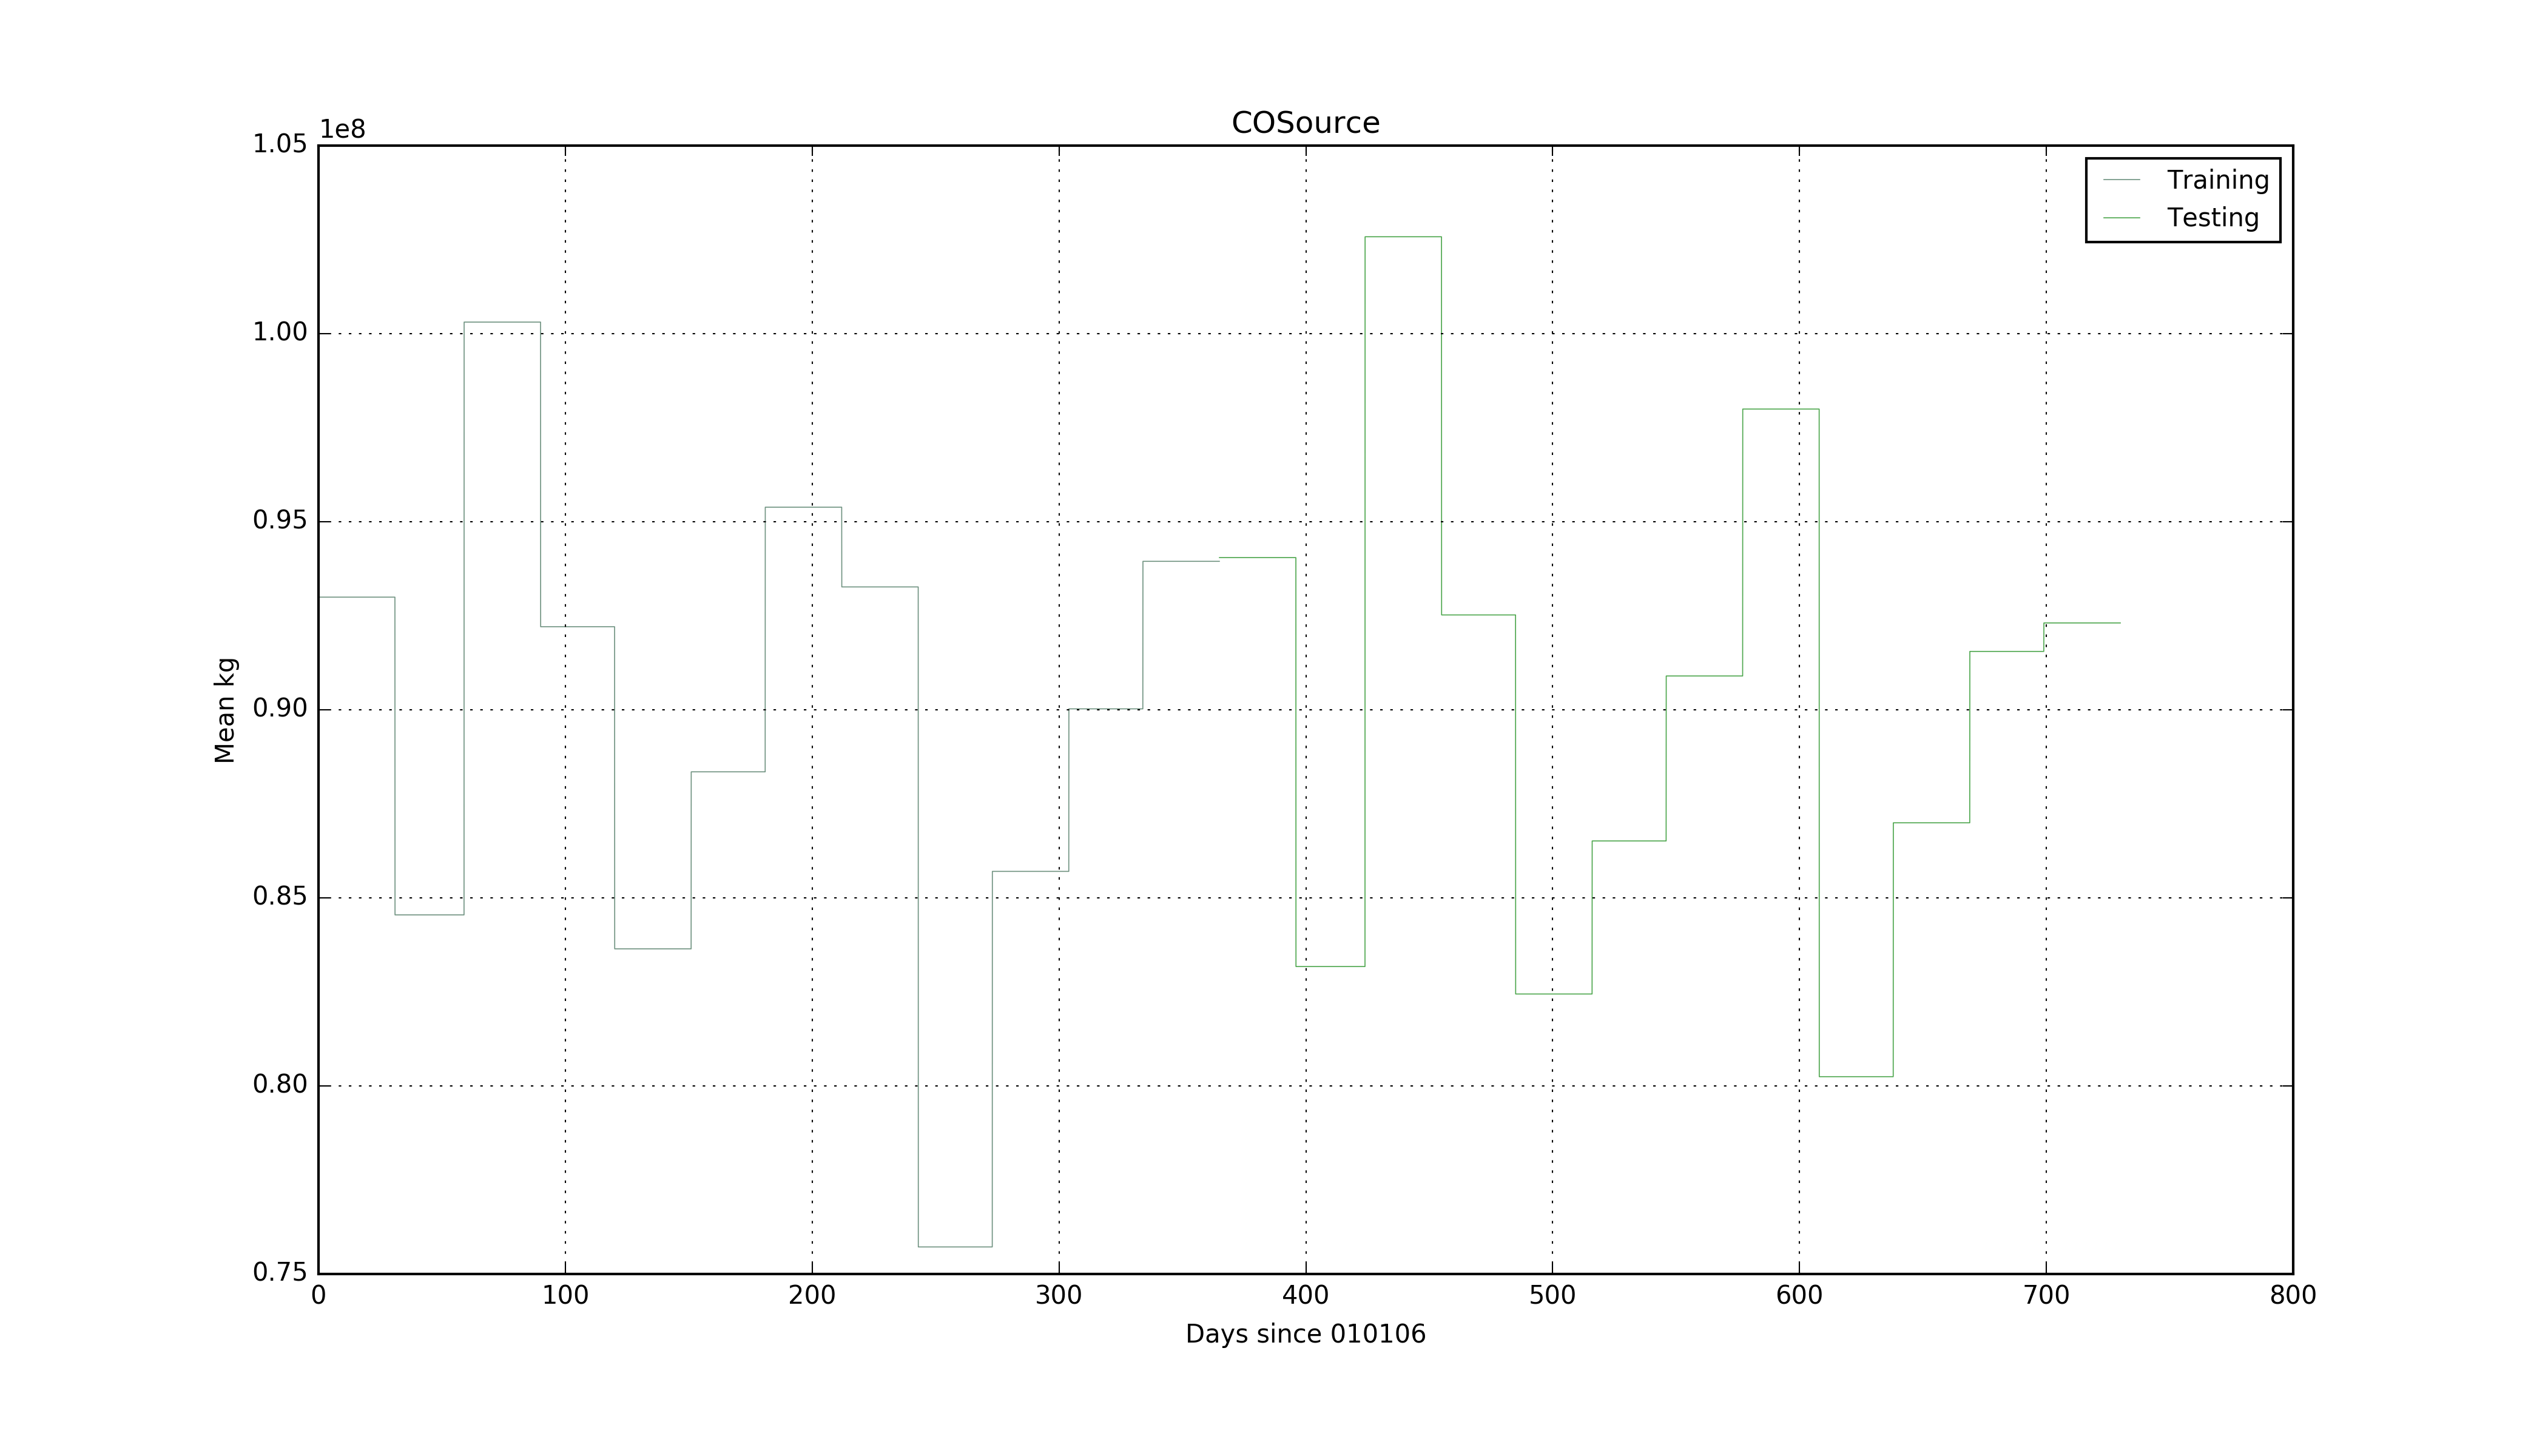 COSource
1e8
1.05
1.00
0.95
0.90
0.85
0.80
0.75
Mean kg
Training
Testing
0 100 200 300 400 500 600 700 800
Days since 010106